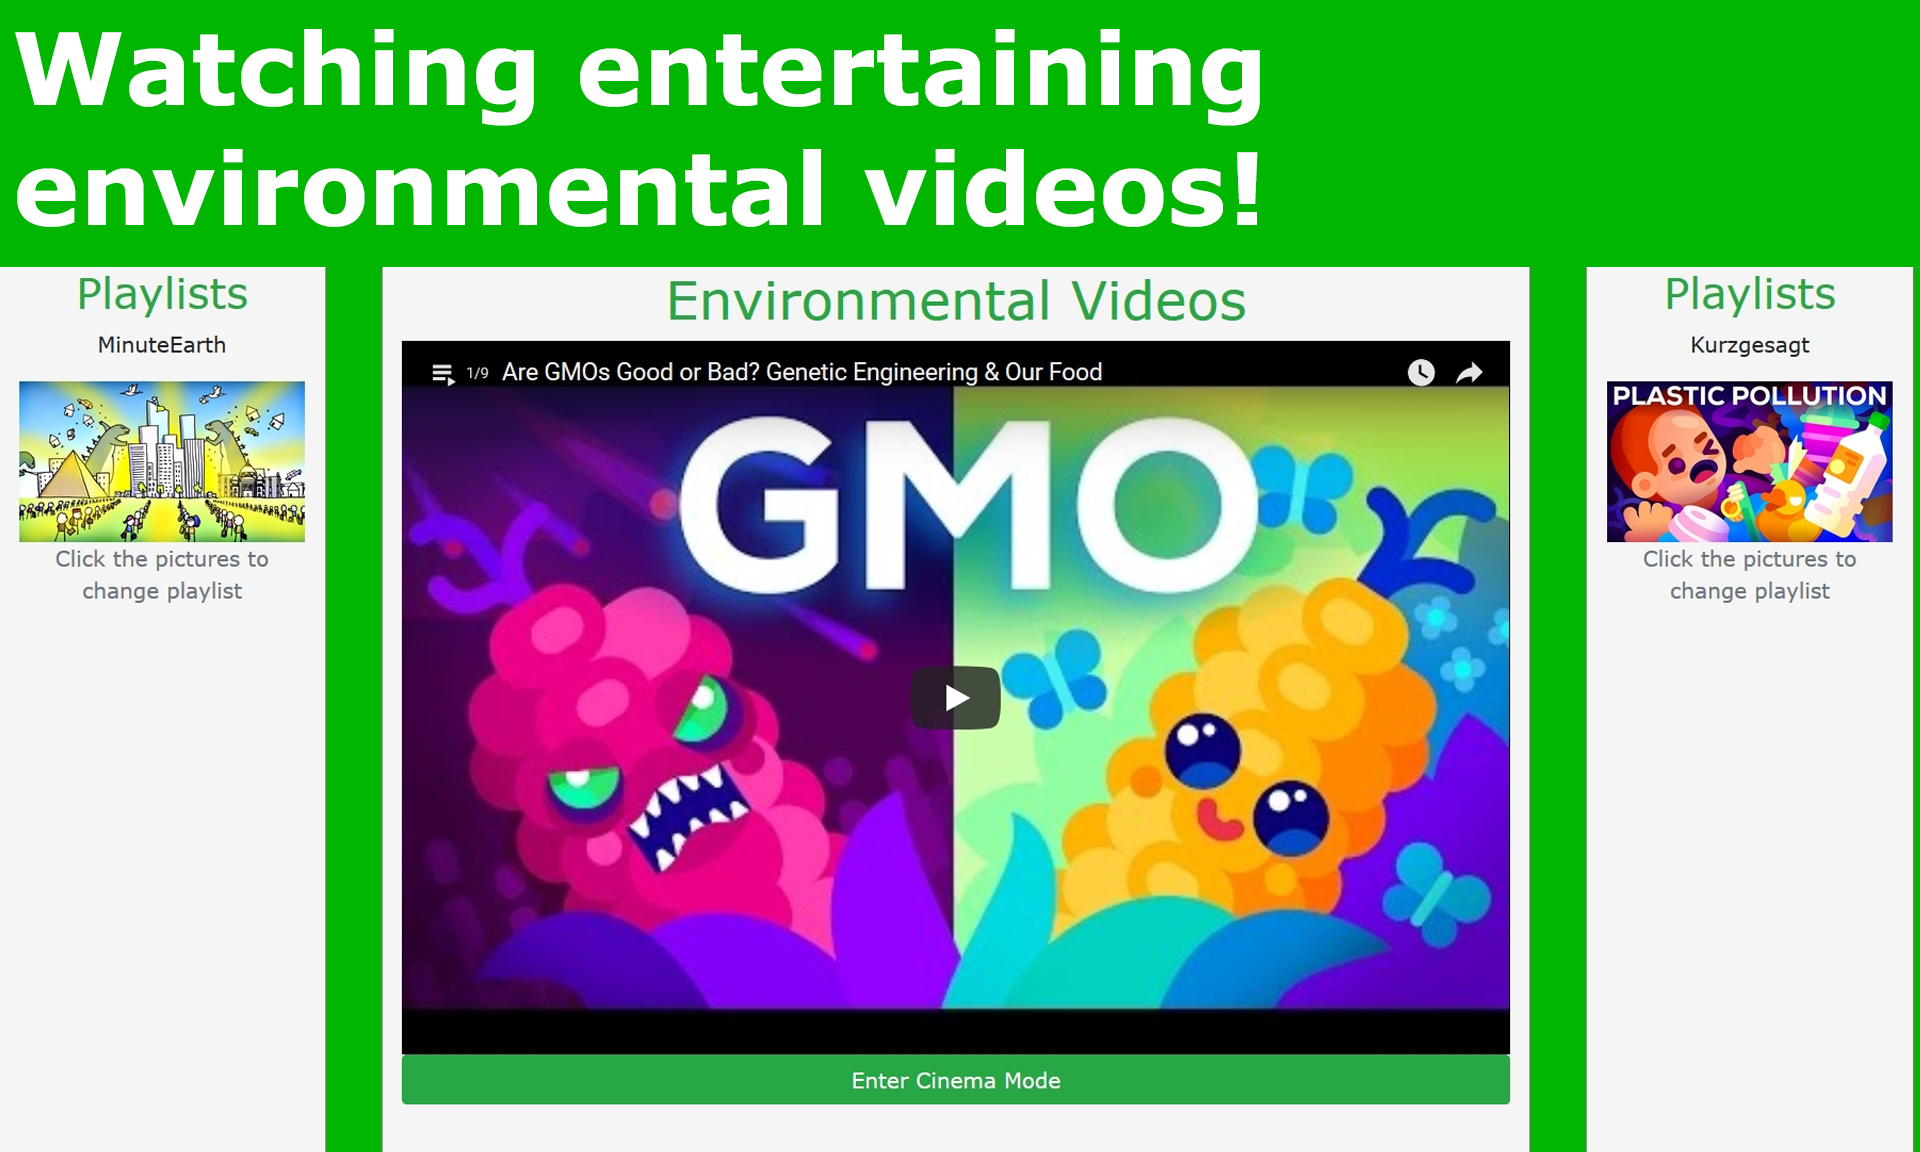 Watching entertaining
environmental videos!
Playlists
MinuteEarth
Click the pictures to
change playlist
Environmental Videos
1/9 Are GMOs Good or Bad? Genetic Engineering & Our Food
GMO
Enter Cinema Mode
Playlists
Kurzgesagt
PLASTIC POLLUTION
Click the pictures to
change playlist